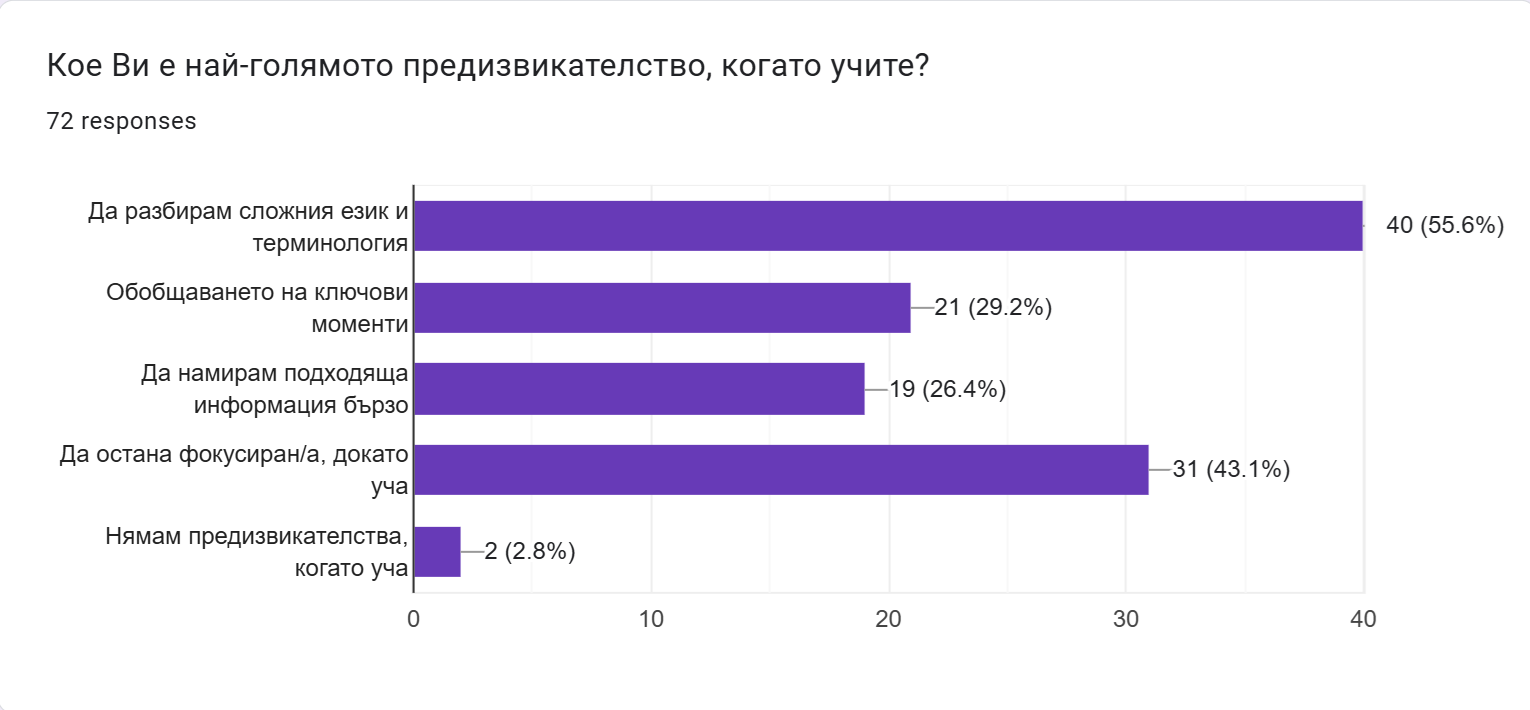 Кое Ви е най-голямото предизвикателство, когато учите?
72 responses
Да разбирам сложния език и
терминология
40 (55.6%)
Обобщаването на ключови
моменти
21 (29.2%)
Да намирам подходяща
информация бързо
19 (26.4%)
Да остана фокусиран/а, докато
уча
31 (43.1%)
Нямам предизвикателства,
когато уча
2 (2.8%)
0 10 20 30 40